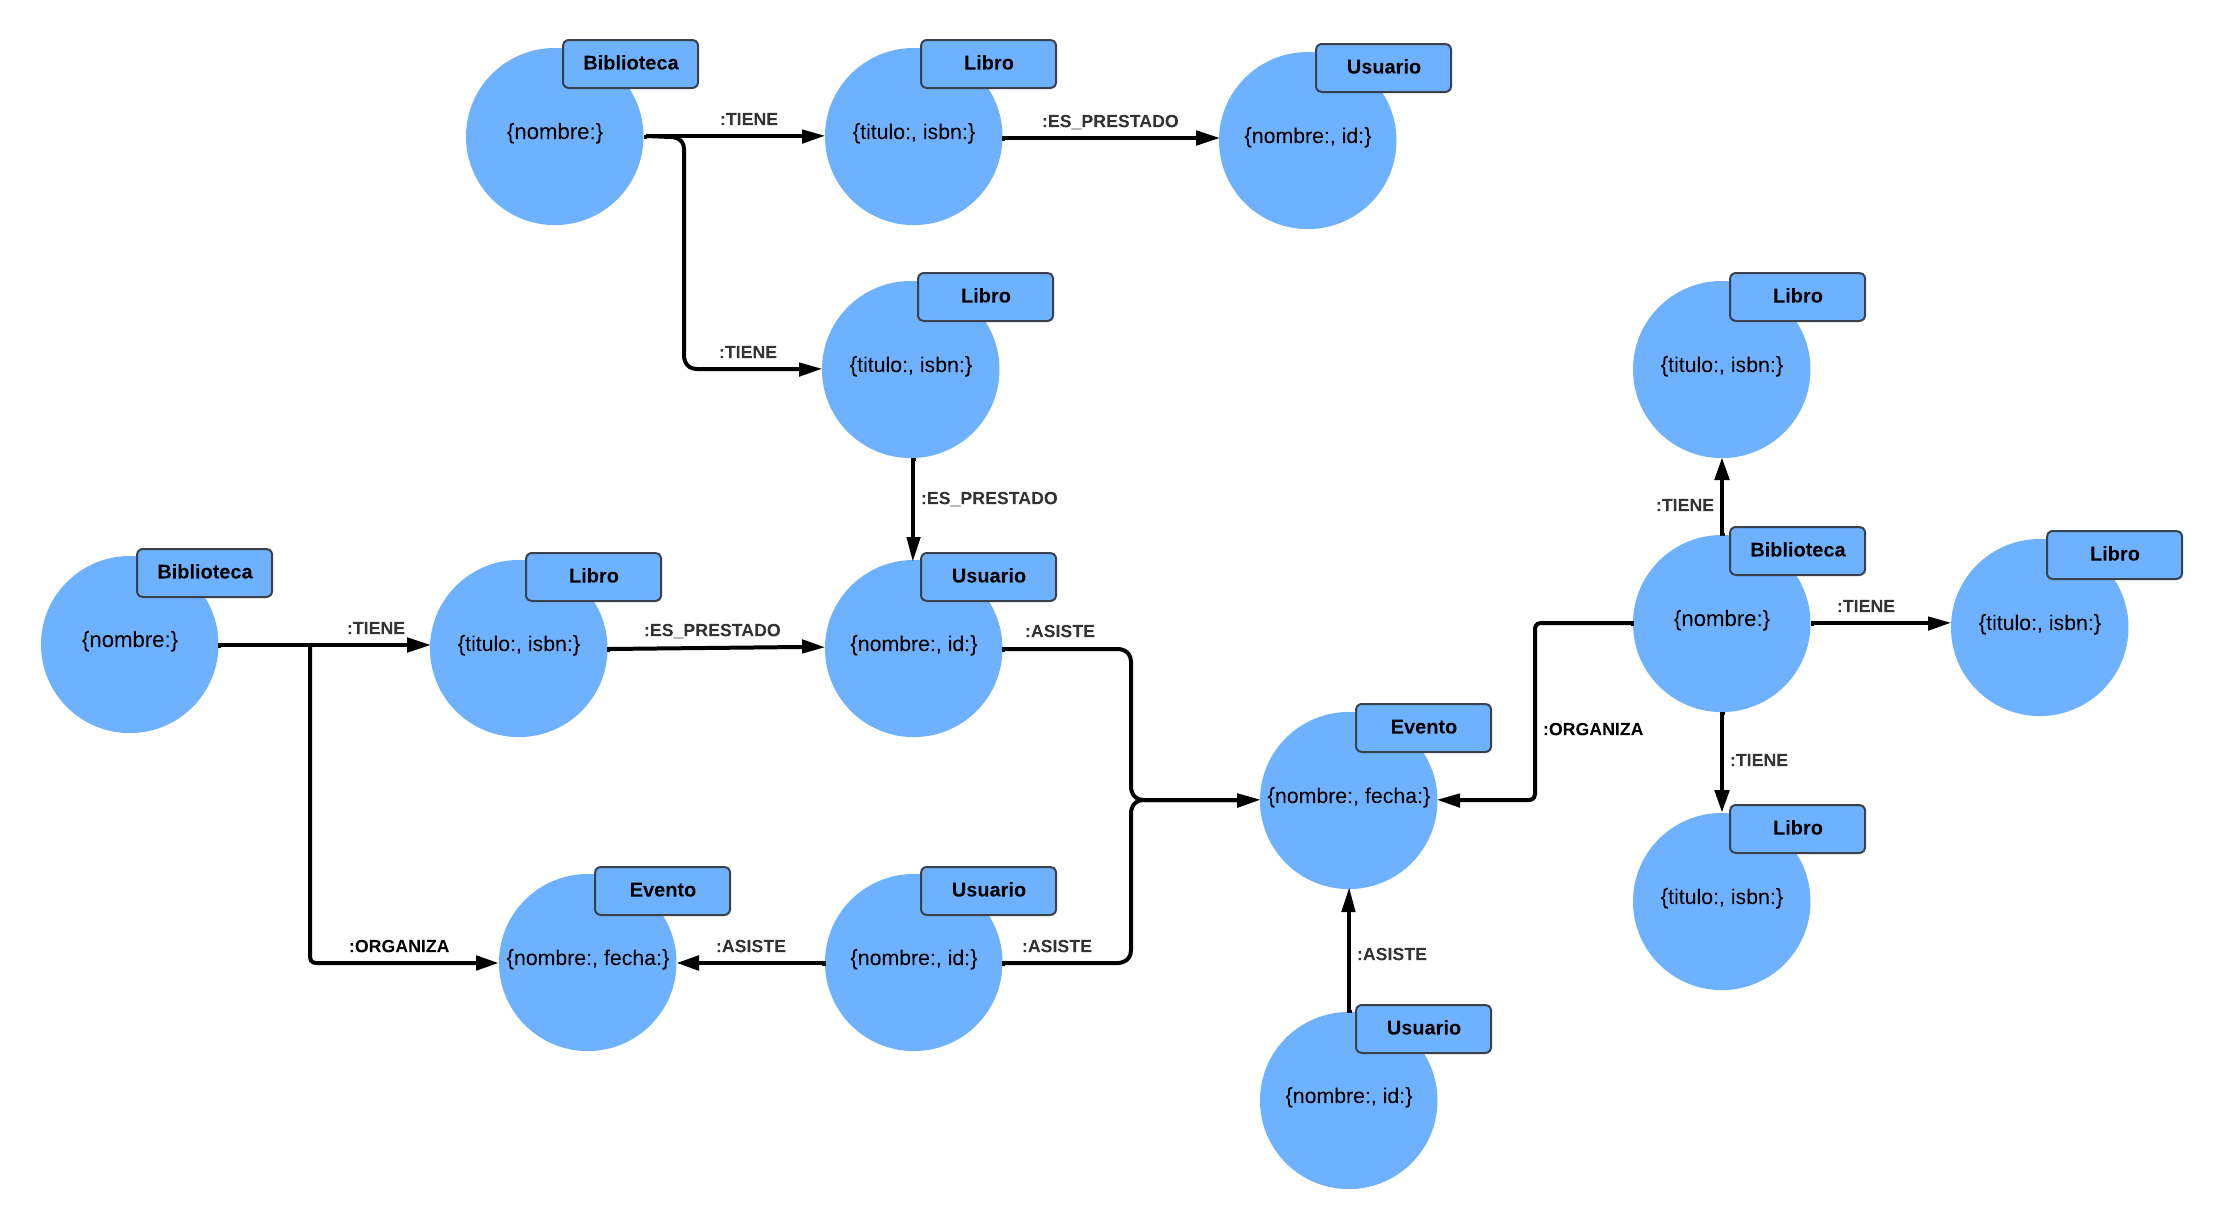 Biblioteca
{nombre:}
:TIENE
Libro
{titulo:, isbn:}
:ES_PRESTADO
Usuario
{nombre:, id:}
:TIENE
Libro
{titulo:, isbn:}
:ES_PRESTADO
Libro
{titulo:, isbn:}
:TIENE
Biblioteca
{nombre:}
:TIENE
Libro
{titulo:, isbn:}
:ES_PRESTADO
Usuario
{nombre:, id:}
:ASISTE
Biblioteca
{nombre:}
:TIENE
Libro
{titulo:, isbn:}
:ORGANIZA
Evento
{nombre:, fecha:}
:TIENE
Libro
{titulo:, isbn:}
:ORGANIZA
Evento
{nombre:, fecha:}
:ASISTE
Usuario
{nombre:, id:}
:ASISTE
:ASISTE
Usuario
{nombre:, id:}